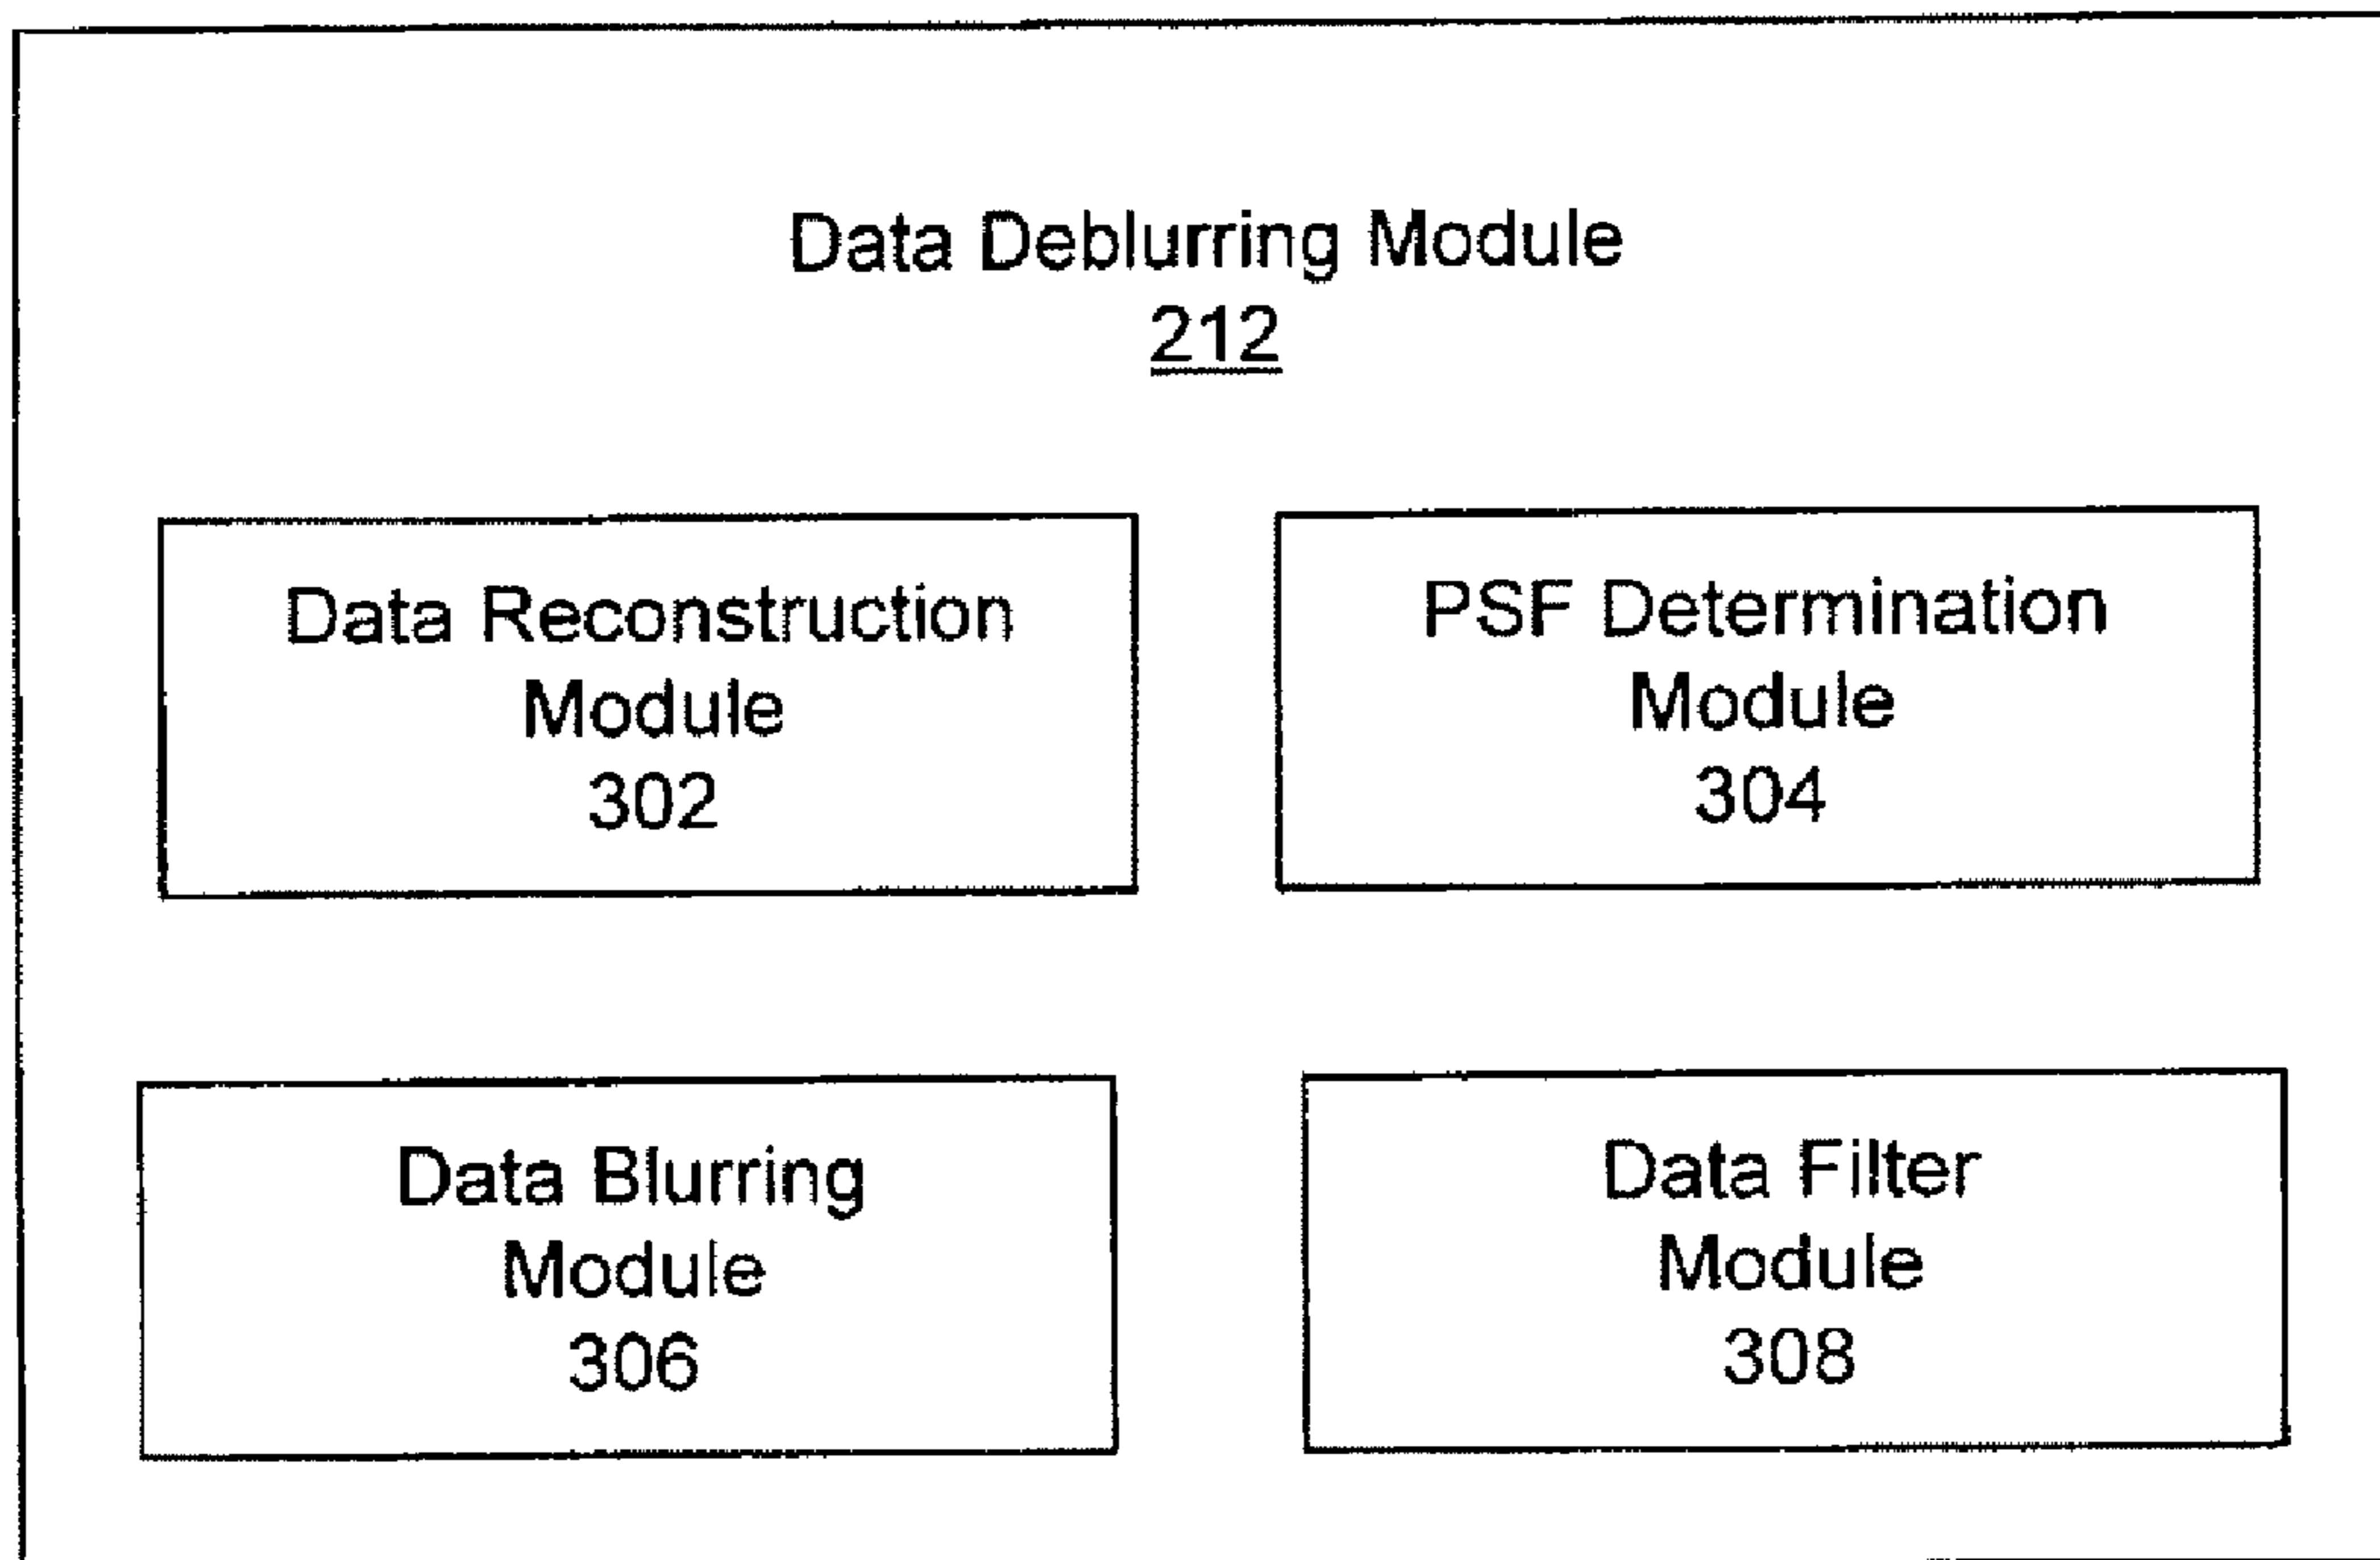 Data Deblurring Module
212
Data Reconstruction
Module
302
PSF Determination
Module
304
Data Blurring
Module
306
Data Filter
Module
308